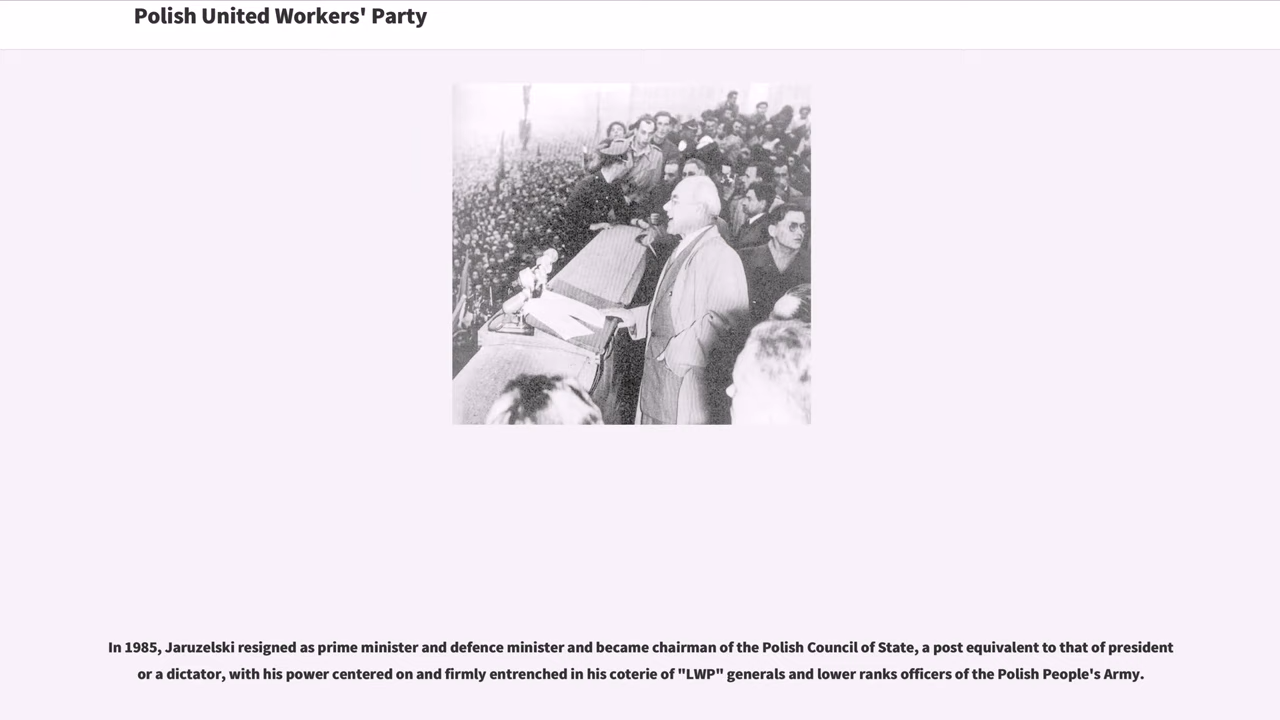 Polish United Workers' Party
In 1985, Jaruzelski resigned as prime minister and defence minister and became chairman of the Polish Council of State, a post equivalent to that of president
or a dictator, with his power centered on and firmly entrenched in his coterie of "LWP" generals and lower ranks officers of the Polish People's Army.